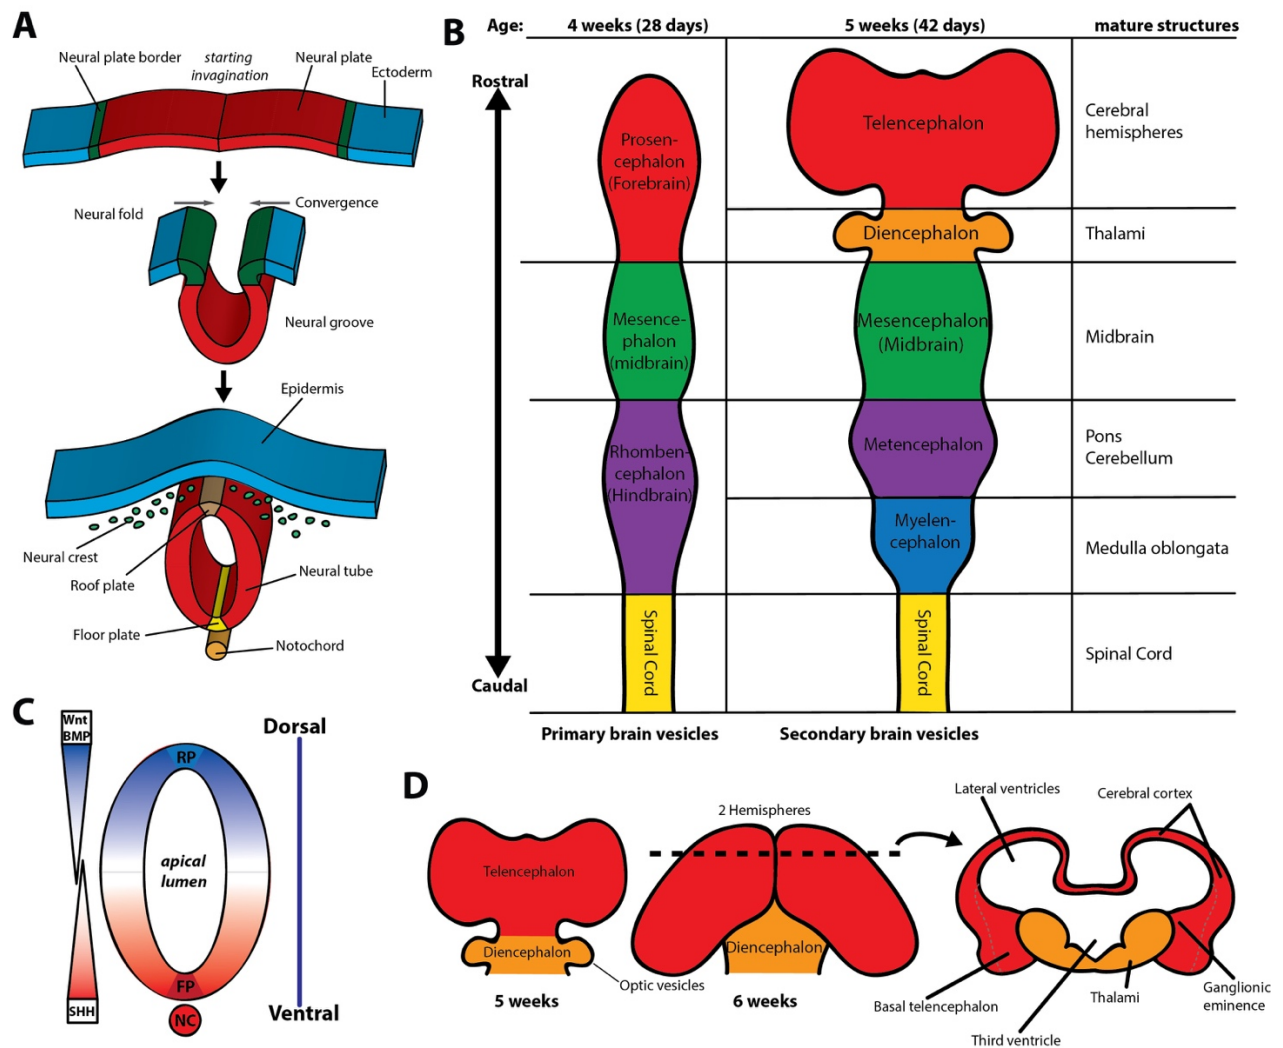 A
Neural plate border
starting
invagination
Neural plate
Ectoderm
Neural fold
Convergence
Neural groove
Epidermis
Neural crest
Roof plate
Neural tube
Floor plate
Notochord
B
Age:
4 weeks (28 days)
5 weeks (42 days)
mature structures
Rostral
Caudal
Prosen-
cephalon
(Forebrain)
Telencephalon
Cerebral
hemispheres
Diencephalon
Thalami
Mesence-
phalon
(midbrain)
Mesencephalon
(Midbrain)
Midbrain
Rhomben-
cephalon
(Hindbrain)
Metencephalon
Pons
Cerebellum
Myelen-
cephalon
Medulla oblongata
Spinal Cord
Spinal Cord
Spinal Cord
Primary brain vesicles
Secondary brain vesicles
C
Wnt
BMP
SHH
RP
apical
lumen
FP
NC
Dorsal
Ventral
D
Telencephalon
Diencephalon
Optic vesicles
5 weeks
2 Hemispheres
Diencephalon
6 weeks
Lateral ventricles
Cerebral cortex
Basal telencephalon
Third ventricle
Thalami
Ganglionic
eminence